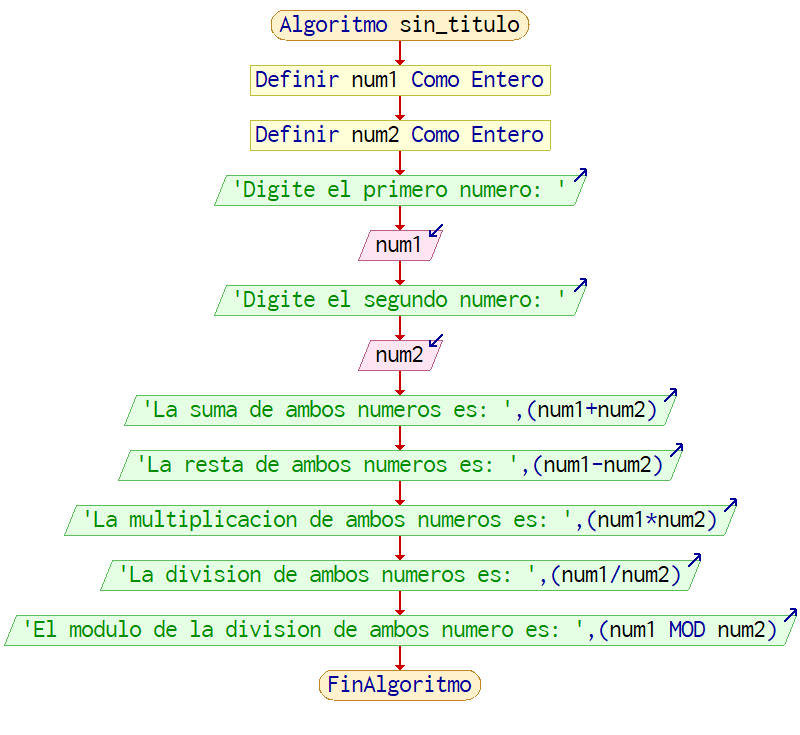 Algoritmo sin_titulo
Definir num1 Como Entero
Definir num2 Como Entero
'Digite el primero numero: '
num1
'Digite el segundo numero: '
num2
'La suma de ambos numeros es: ',(num1+num2)
'La resta de ambos numeros es: ',(num1-num2)
'La multiplicacion de ambos numeros es: ',(num1*num2)
'La division de ambos numeros es: ',(num1/num2)
'El modulo de la division de ambos numero es: ',(num1 MOD num2)
FinAlgoritmo